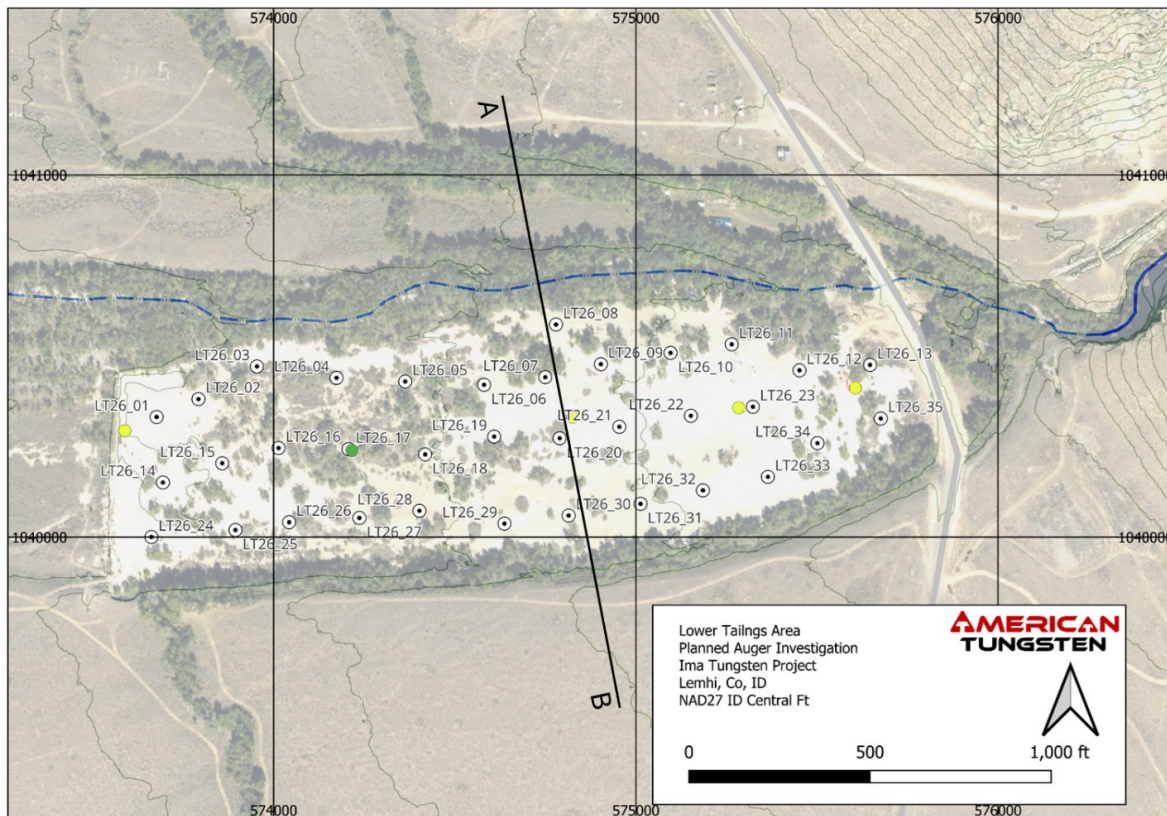 574000
575000
576000
A
1041000
1041000
LT26_08
LT26_11
LT26_03
LT26_04
LT26_05
LT26_07
LT26_09
LT26_10
LT26_12
LT26_13
LT26_02
LT26_06
LT26_01
LT26_21
LT26_22
LT26_23
LT26_35
LT26_19
LT26_16
LT26_17
LT26_20
LT26_34
LT26_15
LT26_18
LT26_14
LT26_33
LT26_32
LT26_28
LT26_30
LT26_24
LT26_26
LT26_29
LT26_31
LT26_27
LT26_25
1040000
1040000
B
Lower Tailngs Area
Planned Auger Investigation
Ima Tungsten Project
Lemhi, Co, ID
NAD27 ID Central Ft
AMERICAN
TUNGSTEN
0 500 1,000 ft
574000
575000
576000